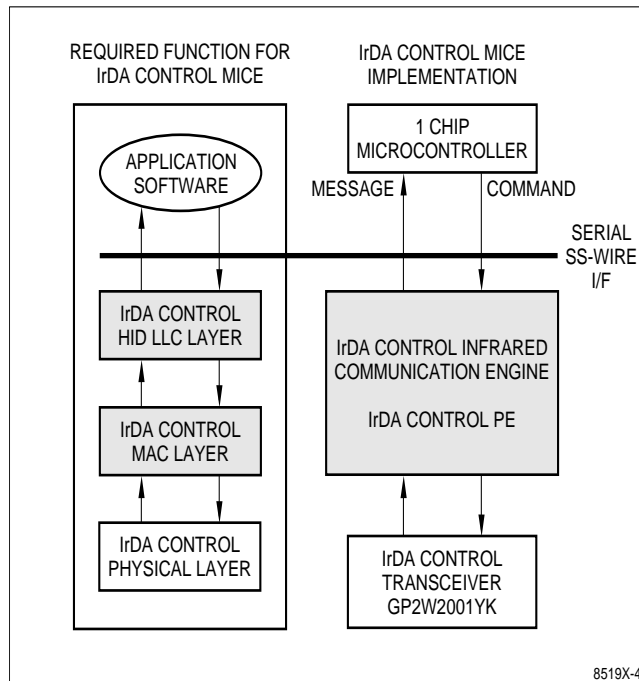 REQUIRED FUNCTION FOR
IrDA CONTROL MICE
IrDA CONTROL MICE
IMPLEMENTATION
APPLICATION
SOFTWARE
1 CHIP
MICROCONTROLLER
MESSAGE
COMMAND
SERIAL
SS-WIRE
I/F
IrDA CONTROL
HID LLC LAYER
IrDA CONTROL
MAC LAYER
IrDA CONTROL
PHYSICAL LAYER
IrDA CONTROL INFRARED
COMMUNICATION ENGINE
IrDA CONTROL PE
IrDA CONTROL
TRANSCEIVER
GP2W2001YK
8519X-4